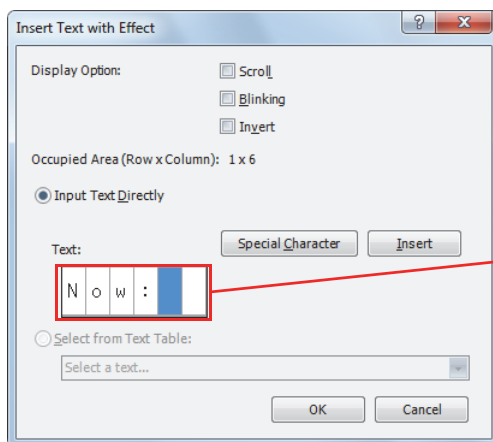 Insert Text with Effect
Display Option:
Scroll
Blinking
Invert
Occupied Area (Row x Column): 1 x 6
Input Text Directly
Text:
Special Character
Insert
Now:
Select from Text Table:
Select a text...
OK
Cancel